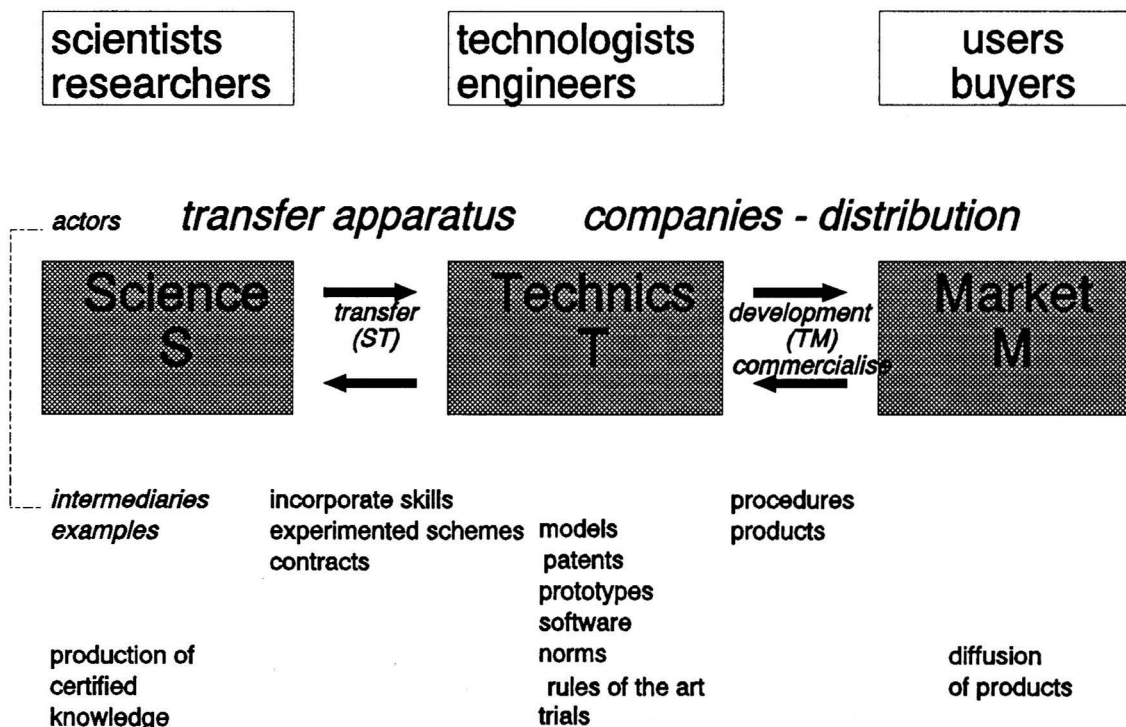 scientists
researchers
technologists
engineers
users
buyers
actors transfer apparatus companies - distribution
Science
S
transfer
(ST)
Technics
T
development
(TM)
commercialise
Market
M
intermediaries
examples
incorporate skills
experimented schemes
contracts
models
patents
prototypes
software
norms
rules of the art
trials
procedures
products
production of
certified
knowledge
diffusion
of products